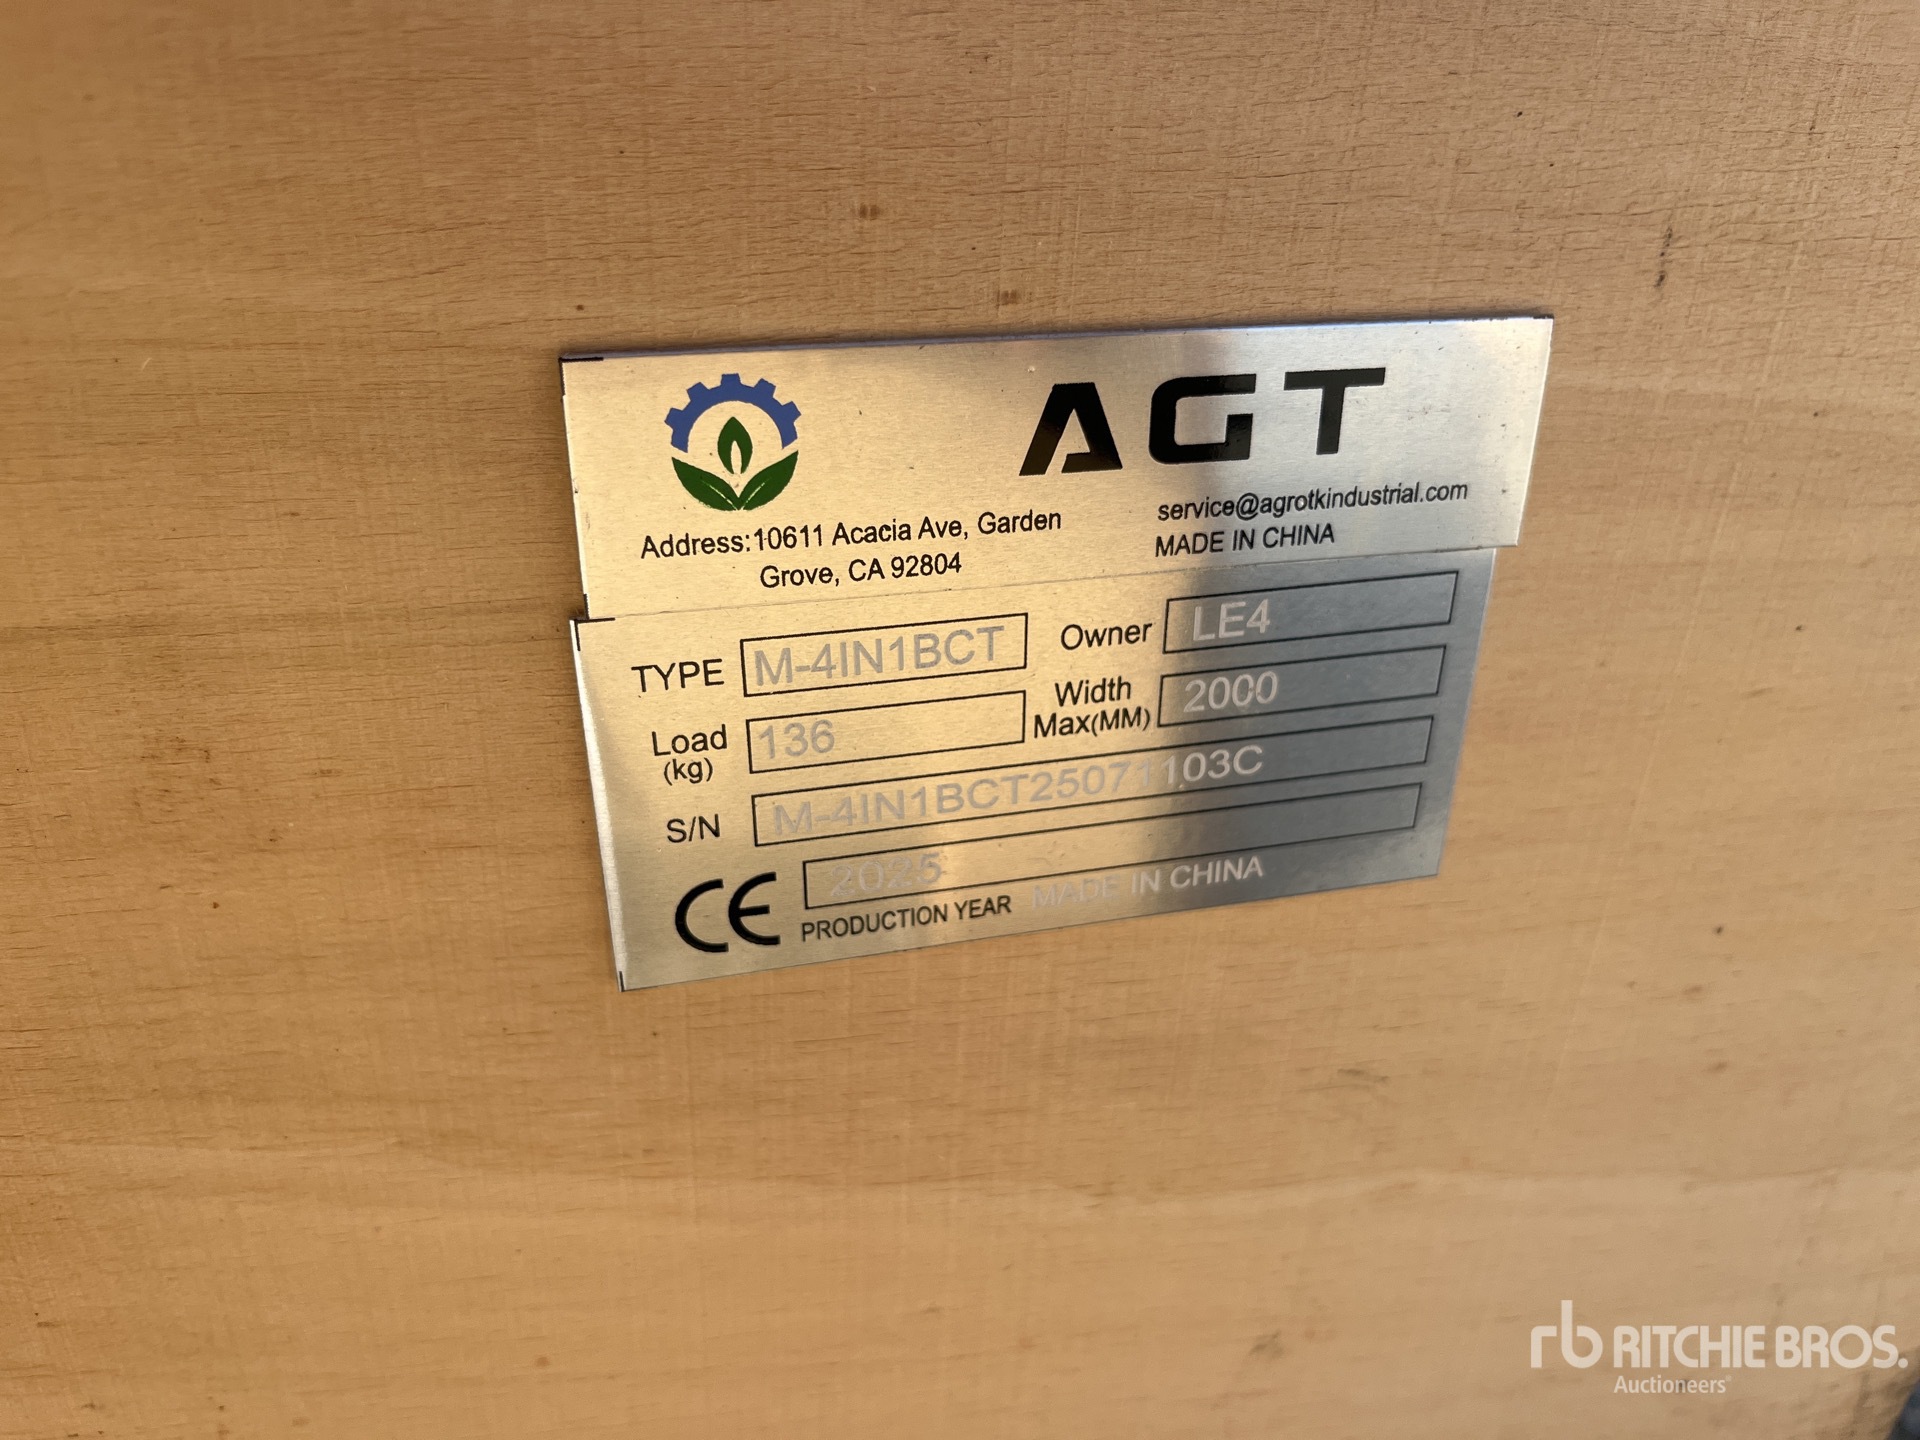 AGT
Address:10611 Acacia Ave, Garden
Grove, CA 92804
service@agrotkindustrial.com
MADE IN CHINA
TYPE M-4IN1BCT Owner LE4
Load (kg) 136 Width Max(MM) 2000
S/N M-4IN1BCT25071103C
CE 2025
PRODUCTION YEAR MADE IN CHINA
rb RITCHIE BROS.
Auctioneers